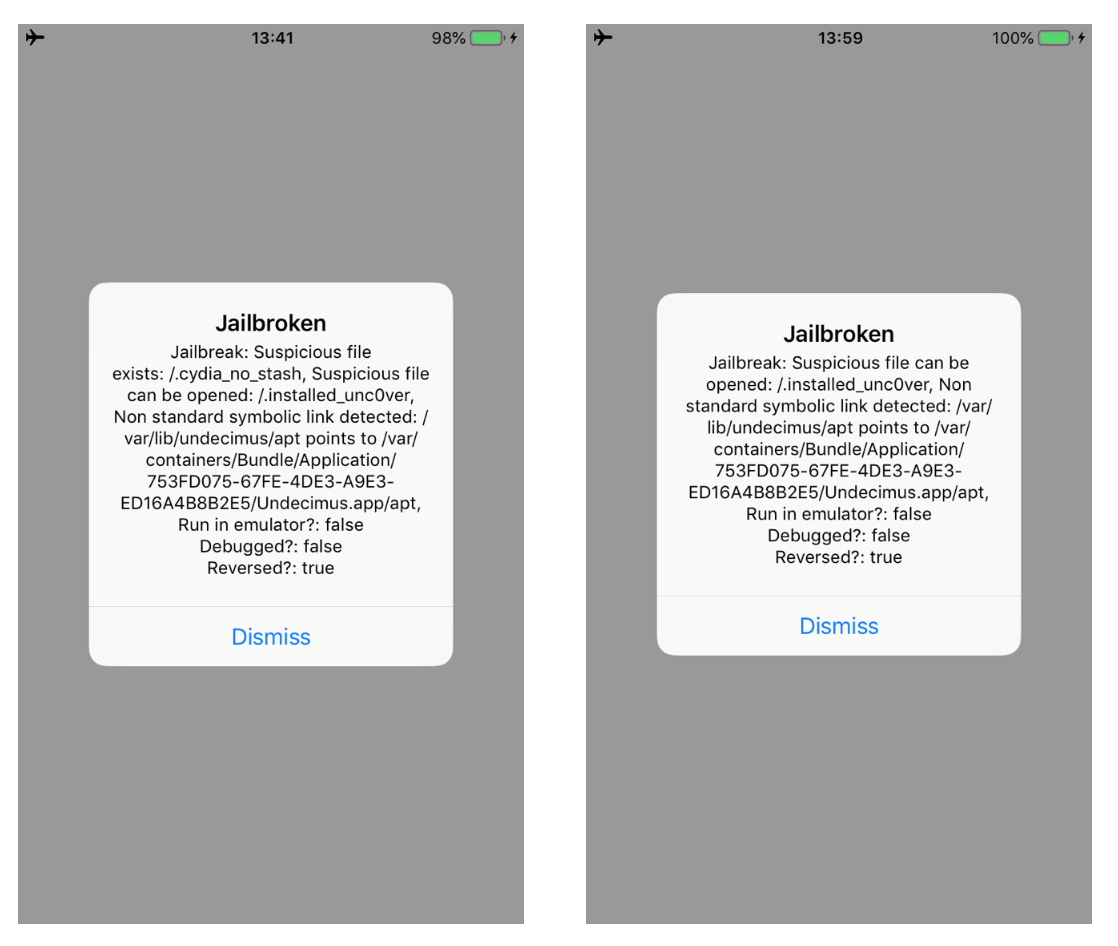 13:41
98%
Jailbroken
Jailbreak: Suspicious file
exists: /.cydia_no_stash, Suspicious file
can be opened: /.installed_unc0ver,
Non standard symbolic link detected: /
var/lib/undecimus/apt points to /var/
containers/Bundle/Application/
753FD075-67FE-4DE3-A9E3-
ED16A4B8B2E5/Undecimus.app/apt,
Run in emulator?: false
Debugged?: false
Reversed?: true
Dismiss
13:59
100%
Jailbroken
Jailbreak: Suspicious file can be
opened: /.installed_unc0ver, Non
standard symbolic link detected: /var/
lib/undecimus/apt points to /var/
containers/Bundle/Application/
753FD075-67FE-4DE3-A9E3-
ED16A4B8B2E5/Undecimus.app/apt,
Run in emulator?: false
Debugged?: false
Reversed?: true
Dismiss